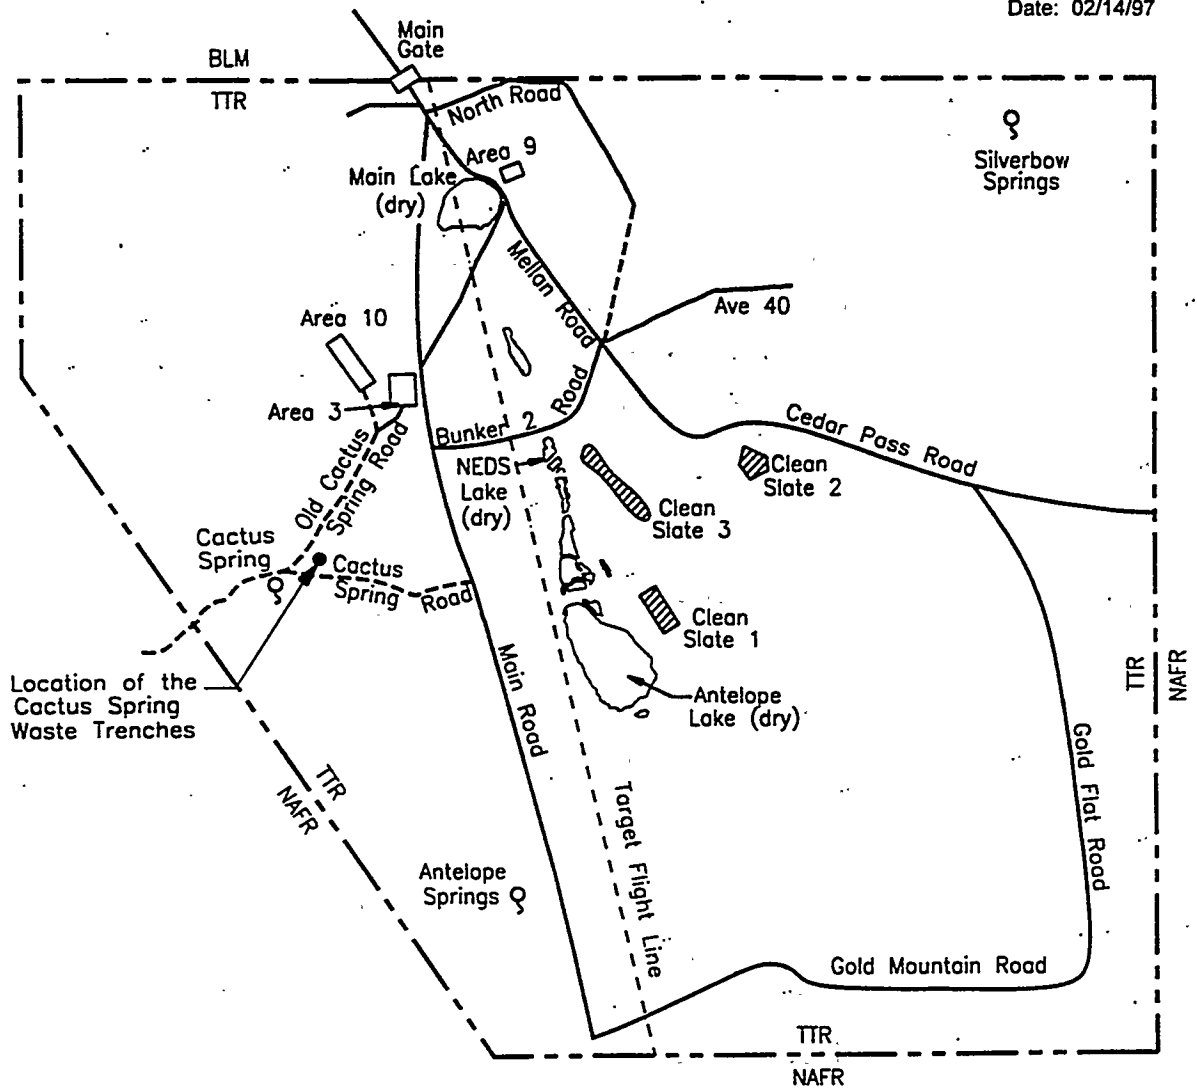 Date: 02/14/97
Main
Gate
BLM
TTR
North Road
Area 9
Silverbow
Springs
Main Lake
(dry)
Mellan Road
Ave 40
Area 10
Area 3
Bunker 2 Road
Cedar Pass Road
Old Cactus
Spring Road
NEDS
Lake
(dry)
Clean
Slate 2
Clean
Slate 3
Cactus
Spring
Cactus
Spring Road
Clean
Slate 1
Main Road
TTR
NAFR
Location of the
Cactus Spring
Waste Trenches
Antelope
Lake (dry)
Gold Flat Road
TTR
NAFR
Target Flight Line
Antelope
Springs
Gold Mountain Road
TTR
NAFR